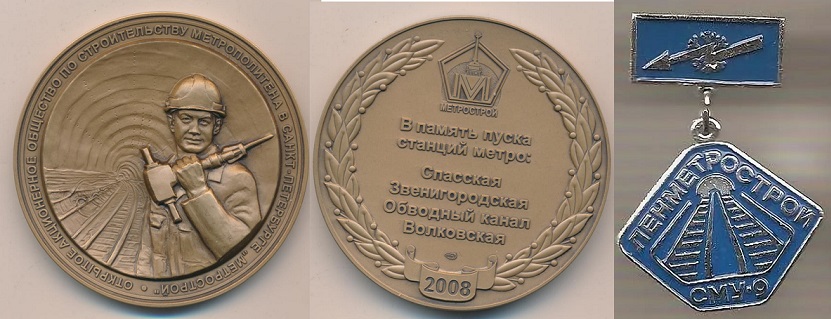 ОТКРЫТОЕ АКЦИОНЕРНОЕ ОБЩЕСТВО ПО СТРОИТЕЛЬСТВУ МЕТРОПОЛИТЕНА В САНКТ-ПЕТЕРБУРГЕ „МЕТРОСТРОЙ"
М
МЕТРОСТРОЙ
В память пуска
станций метро:
Спасская
Звенигородская
Обводный канал
Волковская
2008
ЛЕНМЕТРОСТРОЙ
СМУ-9